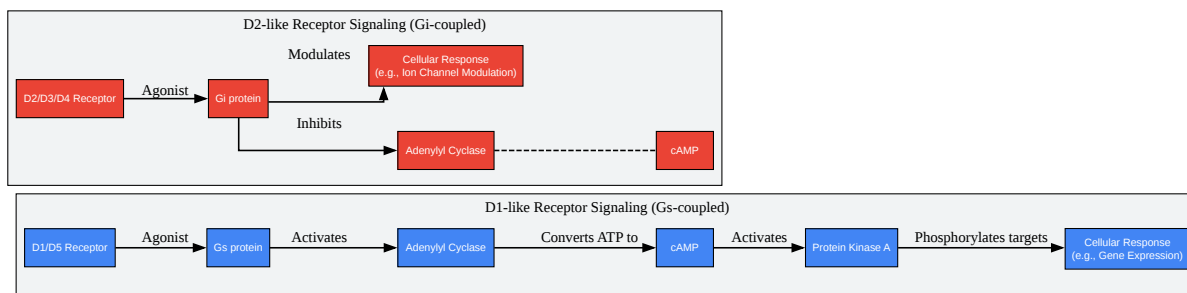 D2-like Receptor Signaling (Gi-coupled)
Modulates
Cellular Response
(e.g., Ion Channel Modulation)
D2/D3/D4 Receptor
Agonist
Gi protein
Inhibits
Adenylyl Cyclase
cAMP
D1-like Receptor Signaling (Gs-coupled)
D1/D5 Receptor
Agonist
Gs protein
Activates
Adenylyl Cyclase
Converts ATP to
cAMP
Activates
Protein Kinase A
Phosphorylates targets
Cellular Response
(e.g., Gene Expression)